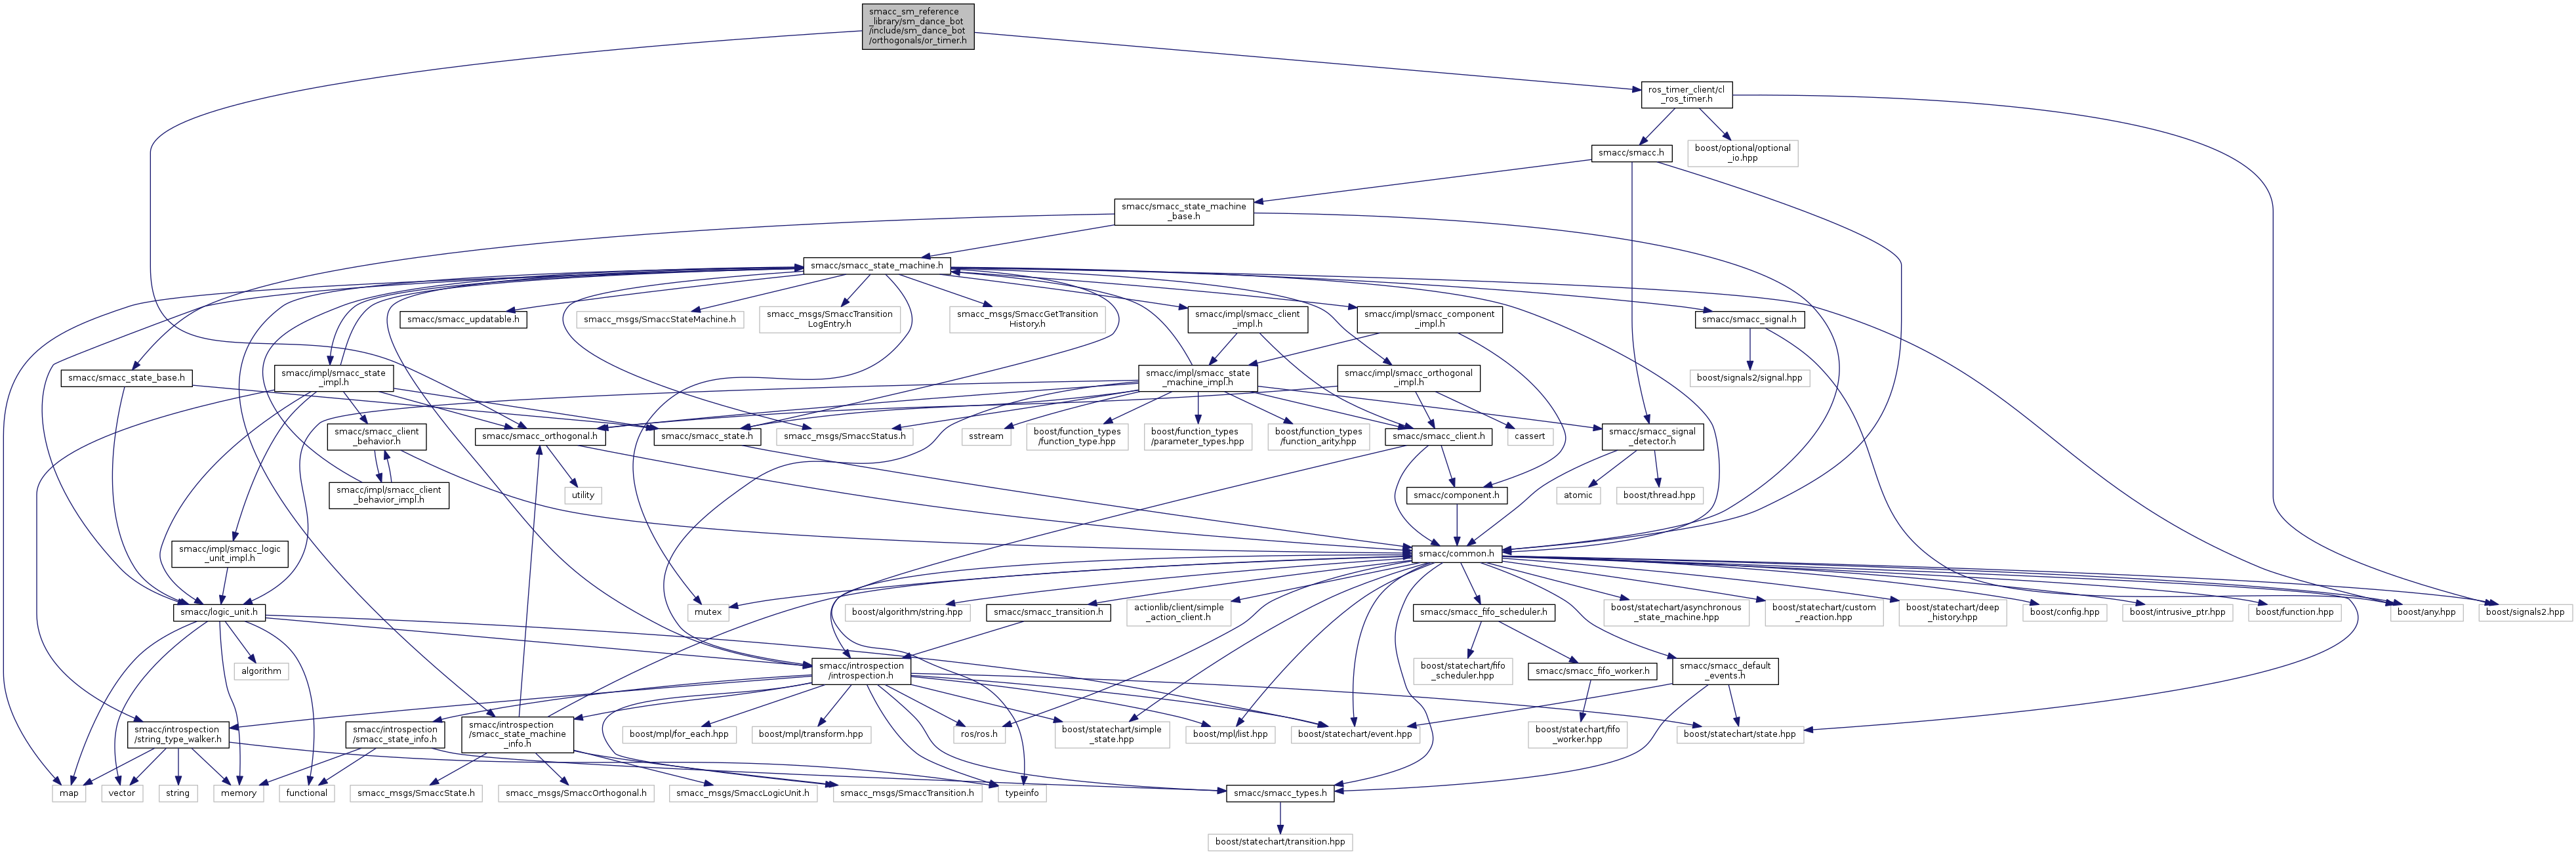 smacc_sm_reference
_library/sm_dance_bot
/include/sm_dance_bot
/orthogonals/or_timer.h
ros_timer_client/cl
_ros_timer.h
smacc/smacc.h
boost/optional/optional
_io.hpp
smacc/smacc_state_machine
_base.h
smacc/smacc_state_machine.h
smacc/smacc_updatable.h
smacc_msgs/SmaccStateMachine.h
smacc_msgs/SmaccTransition
LogEntry.h
smacc_msgs/SmaccGetTransition
History.h
smacc/impl/smacc_client
_impl.h
smacc/impl/smacc_component
_impl.h
smacc/smacc_signal.h
smacc/smacc_state_base.h
smacc/impl/smacc_state
_impl.h
smacc/impl/smacc_state
_machine_impl.h
smacc/impl/smacc_orthogonal
_impl.h
boost/signals2/signal.hpp
smacc/smacc_client
_behavior.h
smacc/smacc_orthogonal.h
smacc/smacc_state.h
smacc_msgs/SmaccStatus.h
sstream
boost/function_types
/function_type.hpp
boost/function_types
/parameter_types.hpp
boost/function_types
/function_arity.hpp
smacc/smacc_client.h
cassert
smacc/smacc_signal
_detector.h
smacc/impl/smacc_client
_behavior_impl.h
utility
smacc/component.h
atomic
boost/thread.hpp
smacc/impl/smacc_logic
_unit_impl.h
smacc/common.h
smacc/logic_unit.h
mutex
boost/algorithm/string.hpp
smacc/smacc_transition.h
actionlib/client/simple
_action_client.h
smacc/smacc_fifo_scheduler.h
boost/statechart/asynchronous
_state_machine.hpp
boost/statechart/custom
_reaction.hpp
boost/statechart/deep
_history.hpp
boost/config.hpp
boost/intrusive_ptr.hpp
boost/function.hpp
boost/any.hpp
boost/signals2.hpp
algorithm
smacc/introspection
/introspection.h
boost/statechart/fifo
_scheduler.hpp
smacc/smacc_fifo_worker.h
smacc/smacc_default
_events.h
smacc/introspection
/string_type_walker.h
smacc/introspection
/smacc_state_info.h
smacc/introspection
/smacc_state_machine
_info.h
boost/mpl/for_each.hpp
boost/mpl/transform.hpp
ros/ros.h
boost/statechart/simple
_state.hpp
boost/mpl/list.hpp
boost/statechart/event.hpp
boost/statechart/fifo
_worker.hpp
boost/statechart/state.hpp
map
vector
string
memory
functional
smacc_msgs/SmaccState.h
smacc_msgs/SmaccOrthogonal.h
smacc_msgs/SmaccLogicUnit.h
smacc_msgs/SmaccTransition.h
typeinfo
smacc/smacc_types.h
boost/statechart/transition.hpp